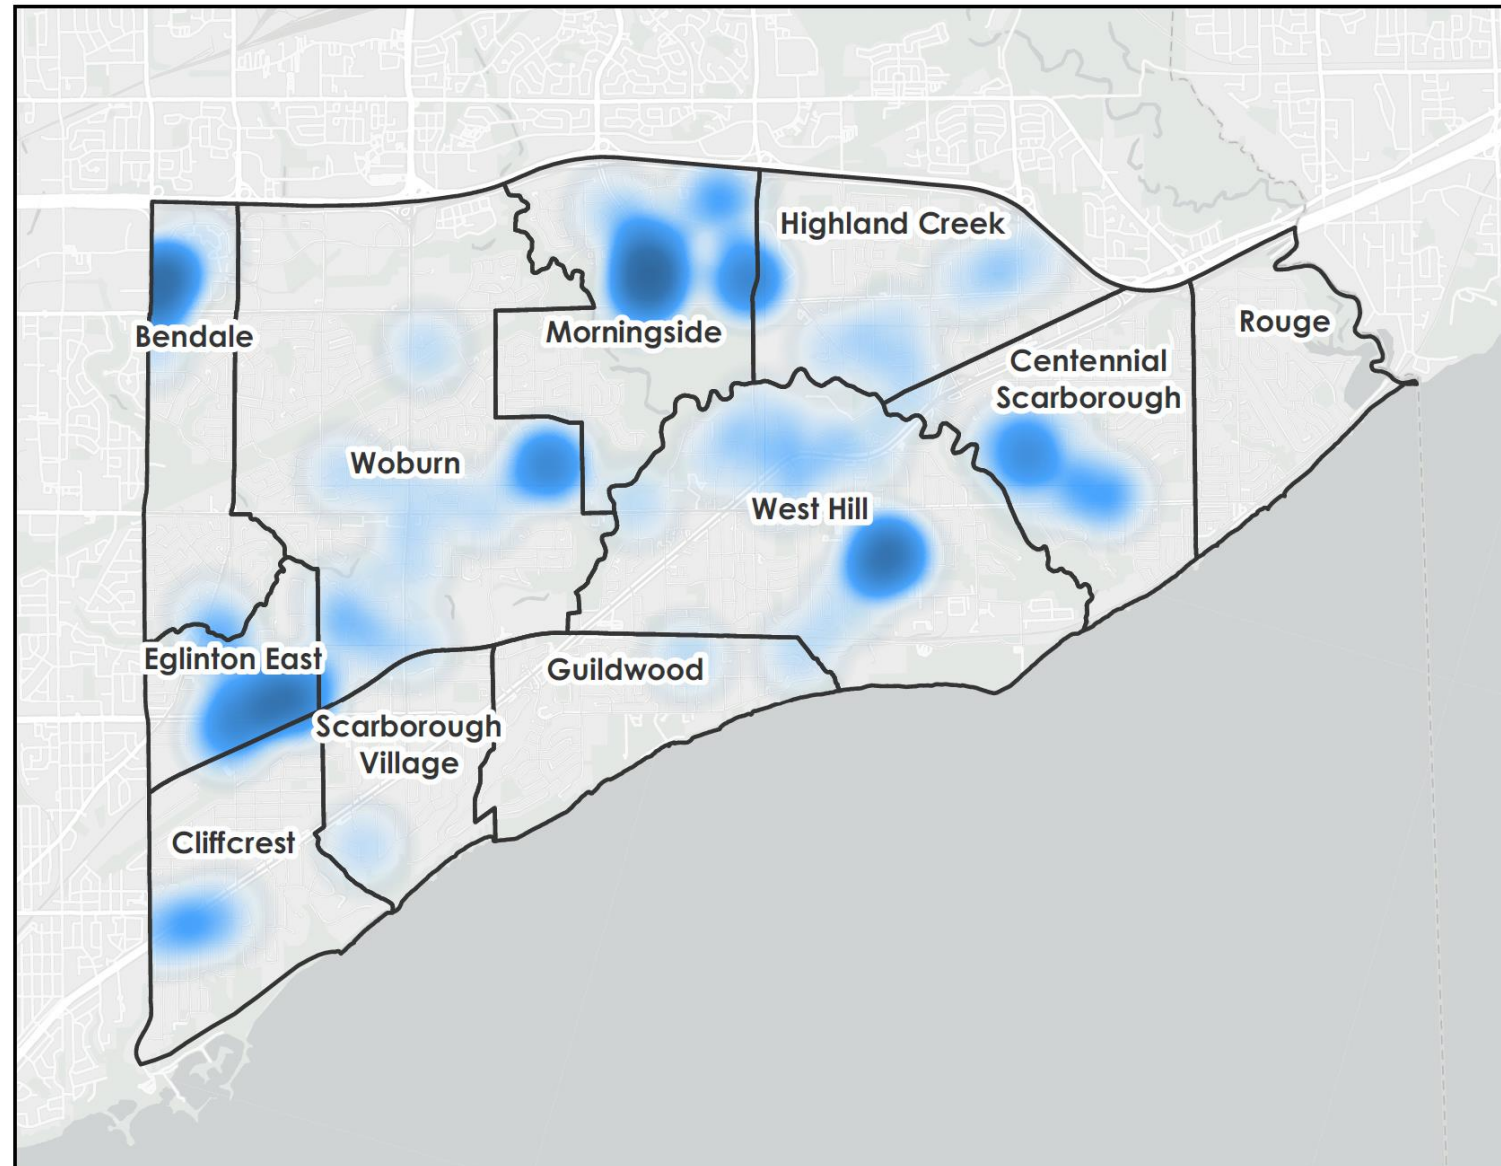 Highland Creek
Rouge
Bendale
Morningside
Centennial
Scarborough
Woburn
West Hill
Eglinton East
Guildwood
Scarborough
Village
Cliffcrest